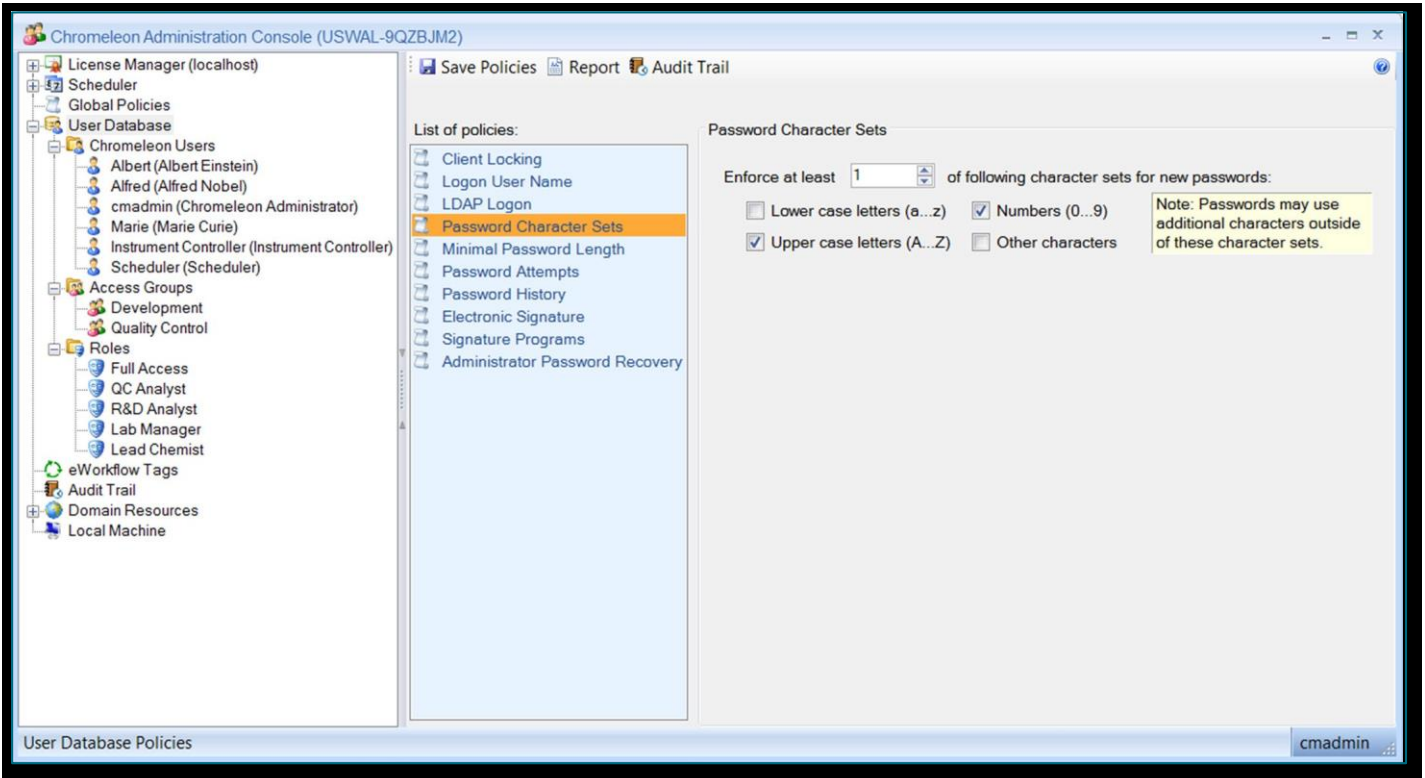 Chromeleon Administration Console (USWAL-9QZBJM2)
License Manager (localhost)
Scheduler
Global Policies
User Database
Chromeleon Users
Albert (Albert Einstein)
Alfred (Alfred Nobel)
cmadmin (Chromeleon Administrator)
Marie (Marie Curie)
Instrument Controller (Instrument Controller)
Scheduler (Scheduler)
Access Groups
Development
Quality Control
Roles
Full Access
QC Analyst
R&D Analyst
Lab Manager
Lead Chemist
eWorkflow Tags
Audit Trail
Domain Resources
Local Machine
Save Policies Report Audit Trail
List of policies:
Client Locking
Logon User Name
LDAP Logon
Password Character Sets
Minimal Password Length
Password Attempts
Password History
Electronic Signature
Signature Programs
Administrator Password Recovery
Password Character Sets
Enforce at least 1 of following character sets for new passwords:
Lower case letters (a...z) Numbers (0...9)
Upper case letters (A...Z) Other characters
Note: Passwords may use
additional characters outside
of these character sets.
User Database Policies
cmadmin